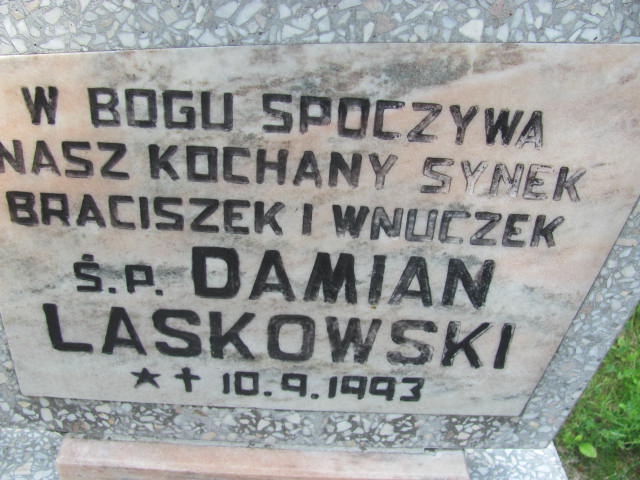 W BOGU SPOCZYWA
NASZ KOCHANY SYNEK
BRACISZEK I WNUCZEK
Ś.P. DAMIAN
LASKOWSKI
★ ✝ 10.9.1993